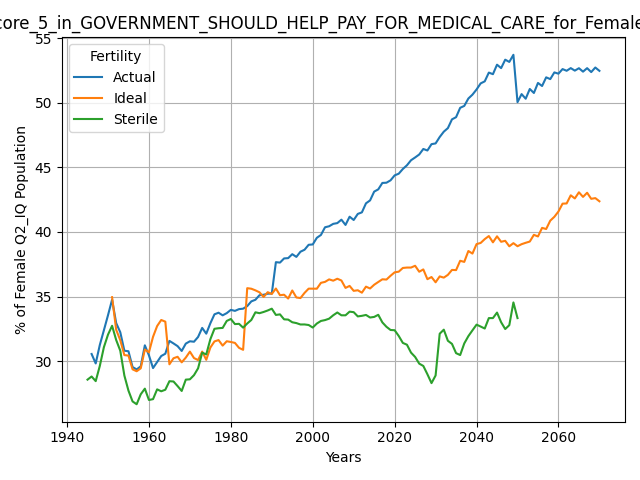 core_5_in_GOVERNMENT_SHOULD_HELP_PAY_FOR_MEDICAL_CARE_for_Female
Fertility
Actual
Ideal
Sterile
% of Female Q2_IQ Population
55
50
45
40
35
30
1940 1960 1980 2000 2020 2040 2060
Years